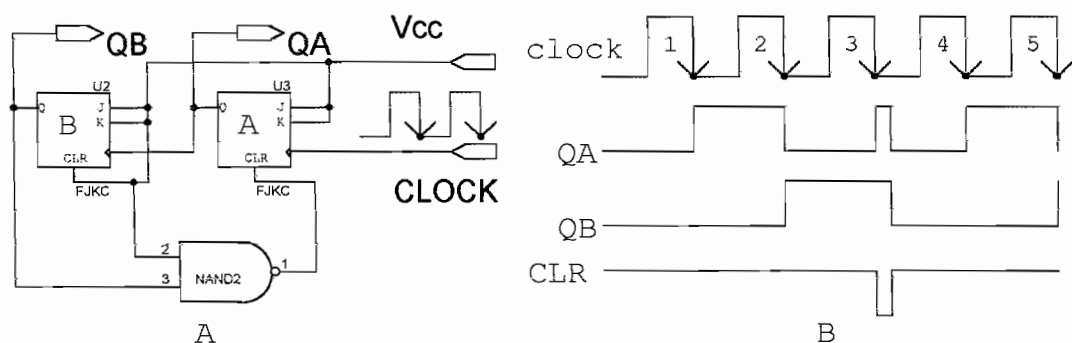 QB
QA
Vcc
U2
U3
Q
B
J
K
CLR
FJKC
Q
A
J
K
CLR
FJKC
CLOCK
2
3
NAND2
1
A
clock
1
2
3
4
5
QA
QB
CLR
B